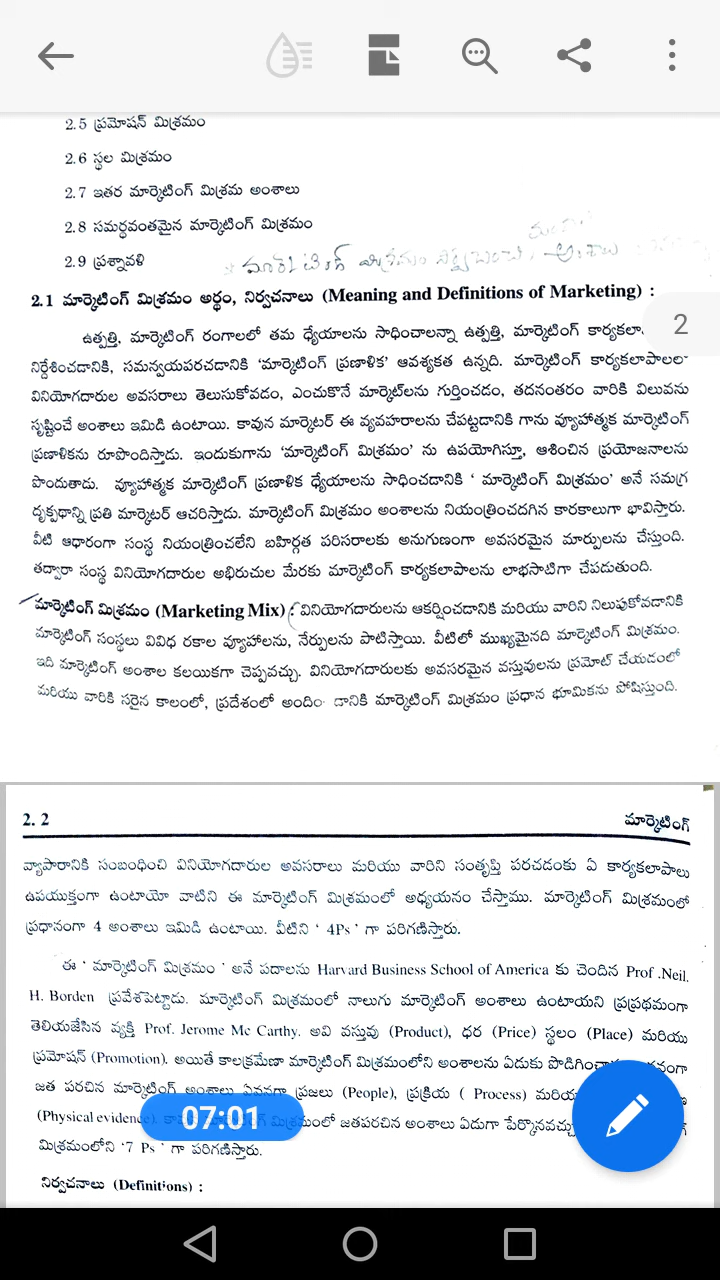 2.5 ప్రమోషన్ మిశ్రమం
2.6 స్థల మిశ్రమం
2.7 ఇతర మార్కెటింగ్ మిశ్రమ అంశాలు
2.8 సమర్థవంతమైన మార్కెటింగ్ మిశ్రమం
2.9 ప్రశ్నావళి
2.1 మార్కెటింగ్ మిశ్రమం అర్థం, నిర్వచనాలు (Meaning and Definitions of Marketing) :
2
ఉత్పత్తి, మార్కెటింగ్ రంగాలలో తమ ధ్యేయాలను సాధించాలన్నా ఉత్పత్తి, మార్కెటింగ్
నిర్దేశించడానికి, సమన్వయపరచడానికి ‘మార్కెటింగ్ ప్రణాళిక’ ఆవశ్యకత ఉన్నది. మార్కెటింగ్ కార్యకలాపాలలో
వినియోగదారుల అవసరాలు తెలుసుకోవడం, ఎంచుకొనే మార్కెట్‌లను గుర్తించడం, తదనంతరం వారికి విలువను
సృష్టించే అంశాలు ఇమిడి ఉంటాయి. కావున మార్కెటర్ ఈ వ్యవహారాలను చేపట్టడానికి గాను వ్యూహాత్మక మార్కెటింగ్
ప్రణాళికను రూపొందిస్తాడు. ఇందుకుగాను ‘మార్కెటింగ్ మిశ్రమం’ ను ఉపయోగిస్తూ, ఆశించిన ప్రయోజనాలను
పొందుతాడు. వ్యూహాత్మక మార్కెటింగ్ ప్రణాళిక ధ్యేయాలను సాధించడానికి ‘ మార్కెటింగ్ మిశ్రమం’ అనే సమగ్ర
దృక్పథాన్ని ప్రతి మార్కెటర్ ఆచరిస్తాడు. మార్కెటింగ్ మిశ్రమం అంశాలను నియంత్రించదగిన కారకాలుగా భావిస్తారు.
వీటి ఆధారంగా సంస్థ నియంత్రించలేని బహిర్గత పరిసరాలకు అనుగుణంగా అవసరమైన మార్పులను చేస్తుంది.
తద్వారా సంస్థ వినియోగదారుల అభిరుచుల మేరకు మార్కెటింగ్ కార్యకలాపాలను లాభసాటిగా చేపడుతుంది.
మార్కెటింగ్ మిశ్రమం (Marketing Mix) : వినియోగదారులను ఆకర్షించడానికి మరియు వారిని నిలుపుకోవడానికి
మార్కెటింగ్ సంస్థలు వివిధ రకాల వ్యూహాలను, నేర్పులను పాటిస్తాయి. వీటిలో ముఖ్యమైనది మార్కెటింగ్ మిశ్రమం.
ఇది మార్కెటింగ్ అంశాల కలయికగా చెప్పవచ్చు. వినియోగదారులకు అవసరమైన వస్తువులను ప్రమోట్ చేయడంలో
మరియు వారికి సరైన కాలంలో, ప్రదేశంలో మార్కెటింగ్ మిశ్రమం ప్రధాన భూమికను పోషిస్తుంది.
2. 2 మార్కెటింగ్
వ్యాపారానికి సంబంధించి వినియోగదారుల అవసరాలు మరియు వారిని సంతృప్తి పరచడంకు ఏ కార్యకలాపాలు
ఉపయుక్తంగా ఉంటాయో వాటిని ఈ మార్కెటింగ్ మిశ్రమంలో అధ్యయనం చేస్తాము. మార్కెటింగ్ మిశ్రమంలో
ప్రధానంగా 4 అంశాలు ఇమిడి ఉంటాయి. వీటిని ‘ 4Ps ’ గా పరిగణిస్తారు.
ఈ ‘ మార్కెటింగ్ మిశ్రమం ’ అనే పదాలను Harvard Business School of America కు చెందిన Prof .Neil.
H. Borden ప్రవేశపెట్టాడు. మార్కెటింగ్ మిశ్రమంలో నాలుగు మార్కెటింగ్ అంశాలు ఉంటాయని ప్రప్రథమంగా
తెలియజేసిన వ్యక్తి Prof. Jerome Mc Carthy. అవి వస్తువు (Product), ధర (Price) స్థలం (Place) మరియు
ప్రమోషన్ (Promotion). అయితే కాలక్రమేణా మార్కెటింగ్ మిశ్రమంలోని అంశాలను ఏడుకు
జత పరచిన మార్కెటింగ్ అంశాలు ఏవనగా ప్రజలు (People), ప్రక్రియ ( Process)
(Physical evidence). జతపరచిన అంశాలు ఏడుగా
07:01
మిశ్రమంలోని ‘7 Ps ’ గా పరిగణిస్తారు.
నిర్వచనాలు (Definitions) :